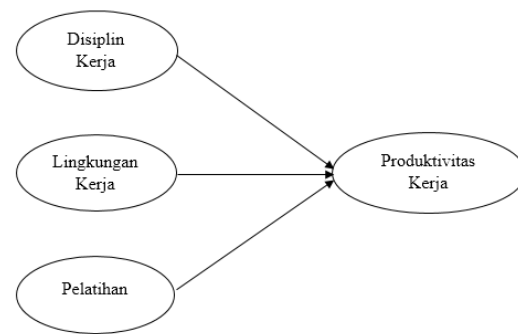 Disiplin
Kerja
Lingkungan
Kerja
Produktivitas
Kerja
Pelatihan